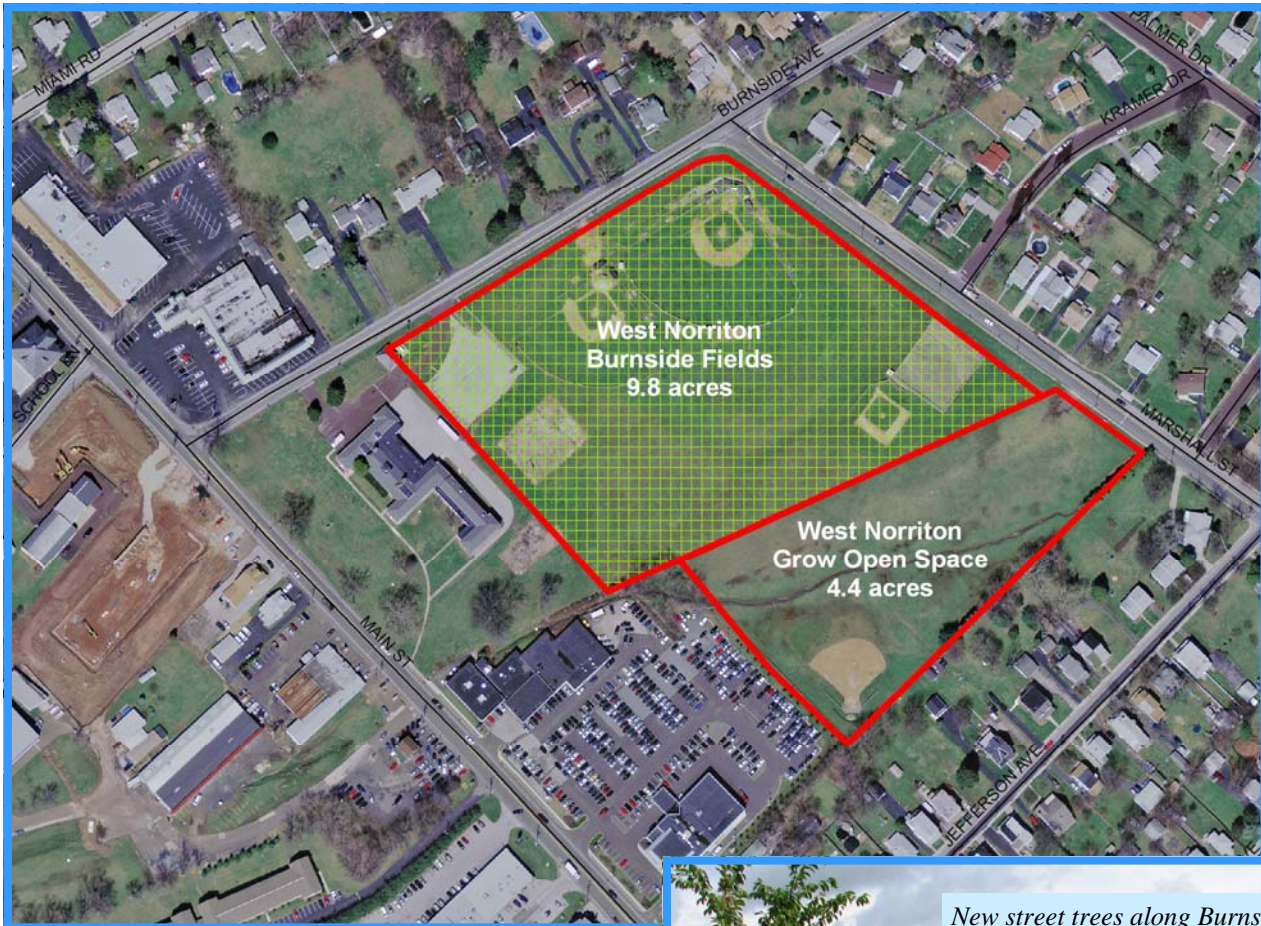 MIAMI RD
BURNSIDE AVE
PALMER DR
KRAMER DR
West Norriton
Burnside Fields
9.8 acres
SCHOOL LN
MARSHALL ST
West Norriton
Grow Open Space
4.4 acres
MAIN ST
JEFFERSON AVE
New street trees along Burns